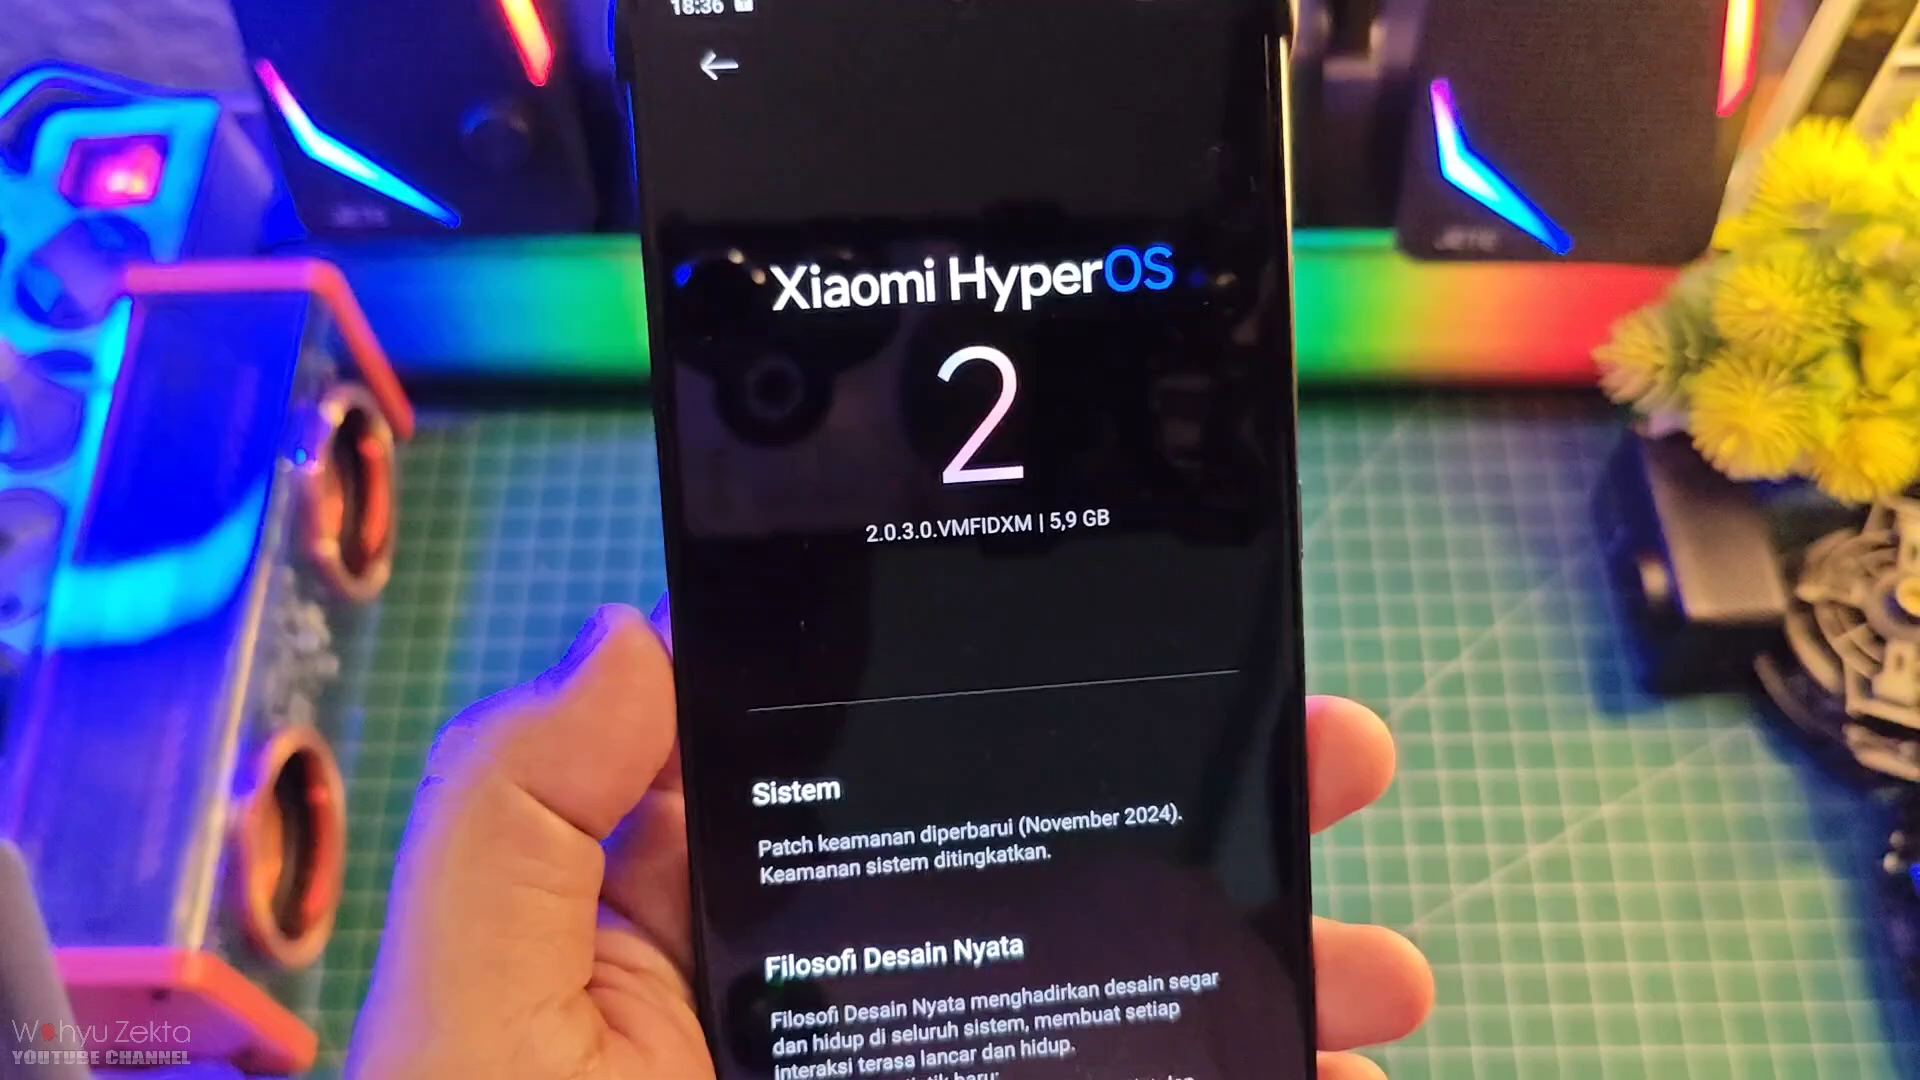 18:36
Xiaomi HyperOS
2
2.0.3.0.VMFIDXM | 5,9 GB
Sistem
Patch keamanan diperbarui (November 2024).
Keamanan sistem ditingkatkan.
Filosofi Desain Nyata
Filosofi Desain Nyata menghadirkan desain segar
dan hidup di seluruh sistem, membuat setiap
interaksi terasa lancar dan hidup.
baru:
Wahyu Zekta
YOUTUBE CHANNEL